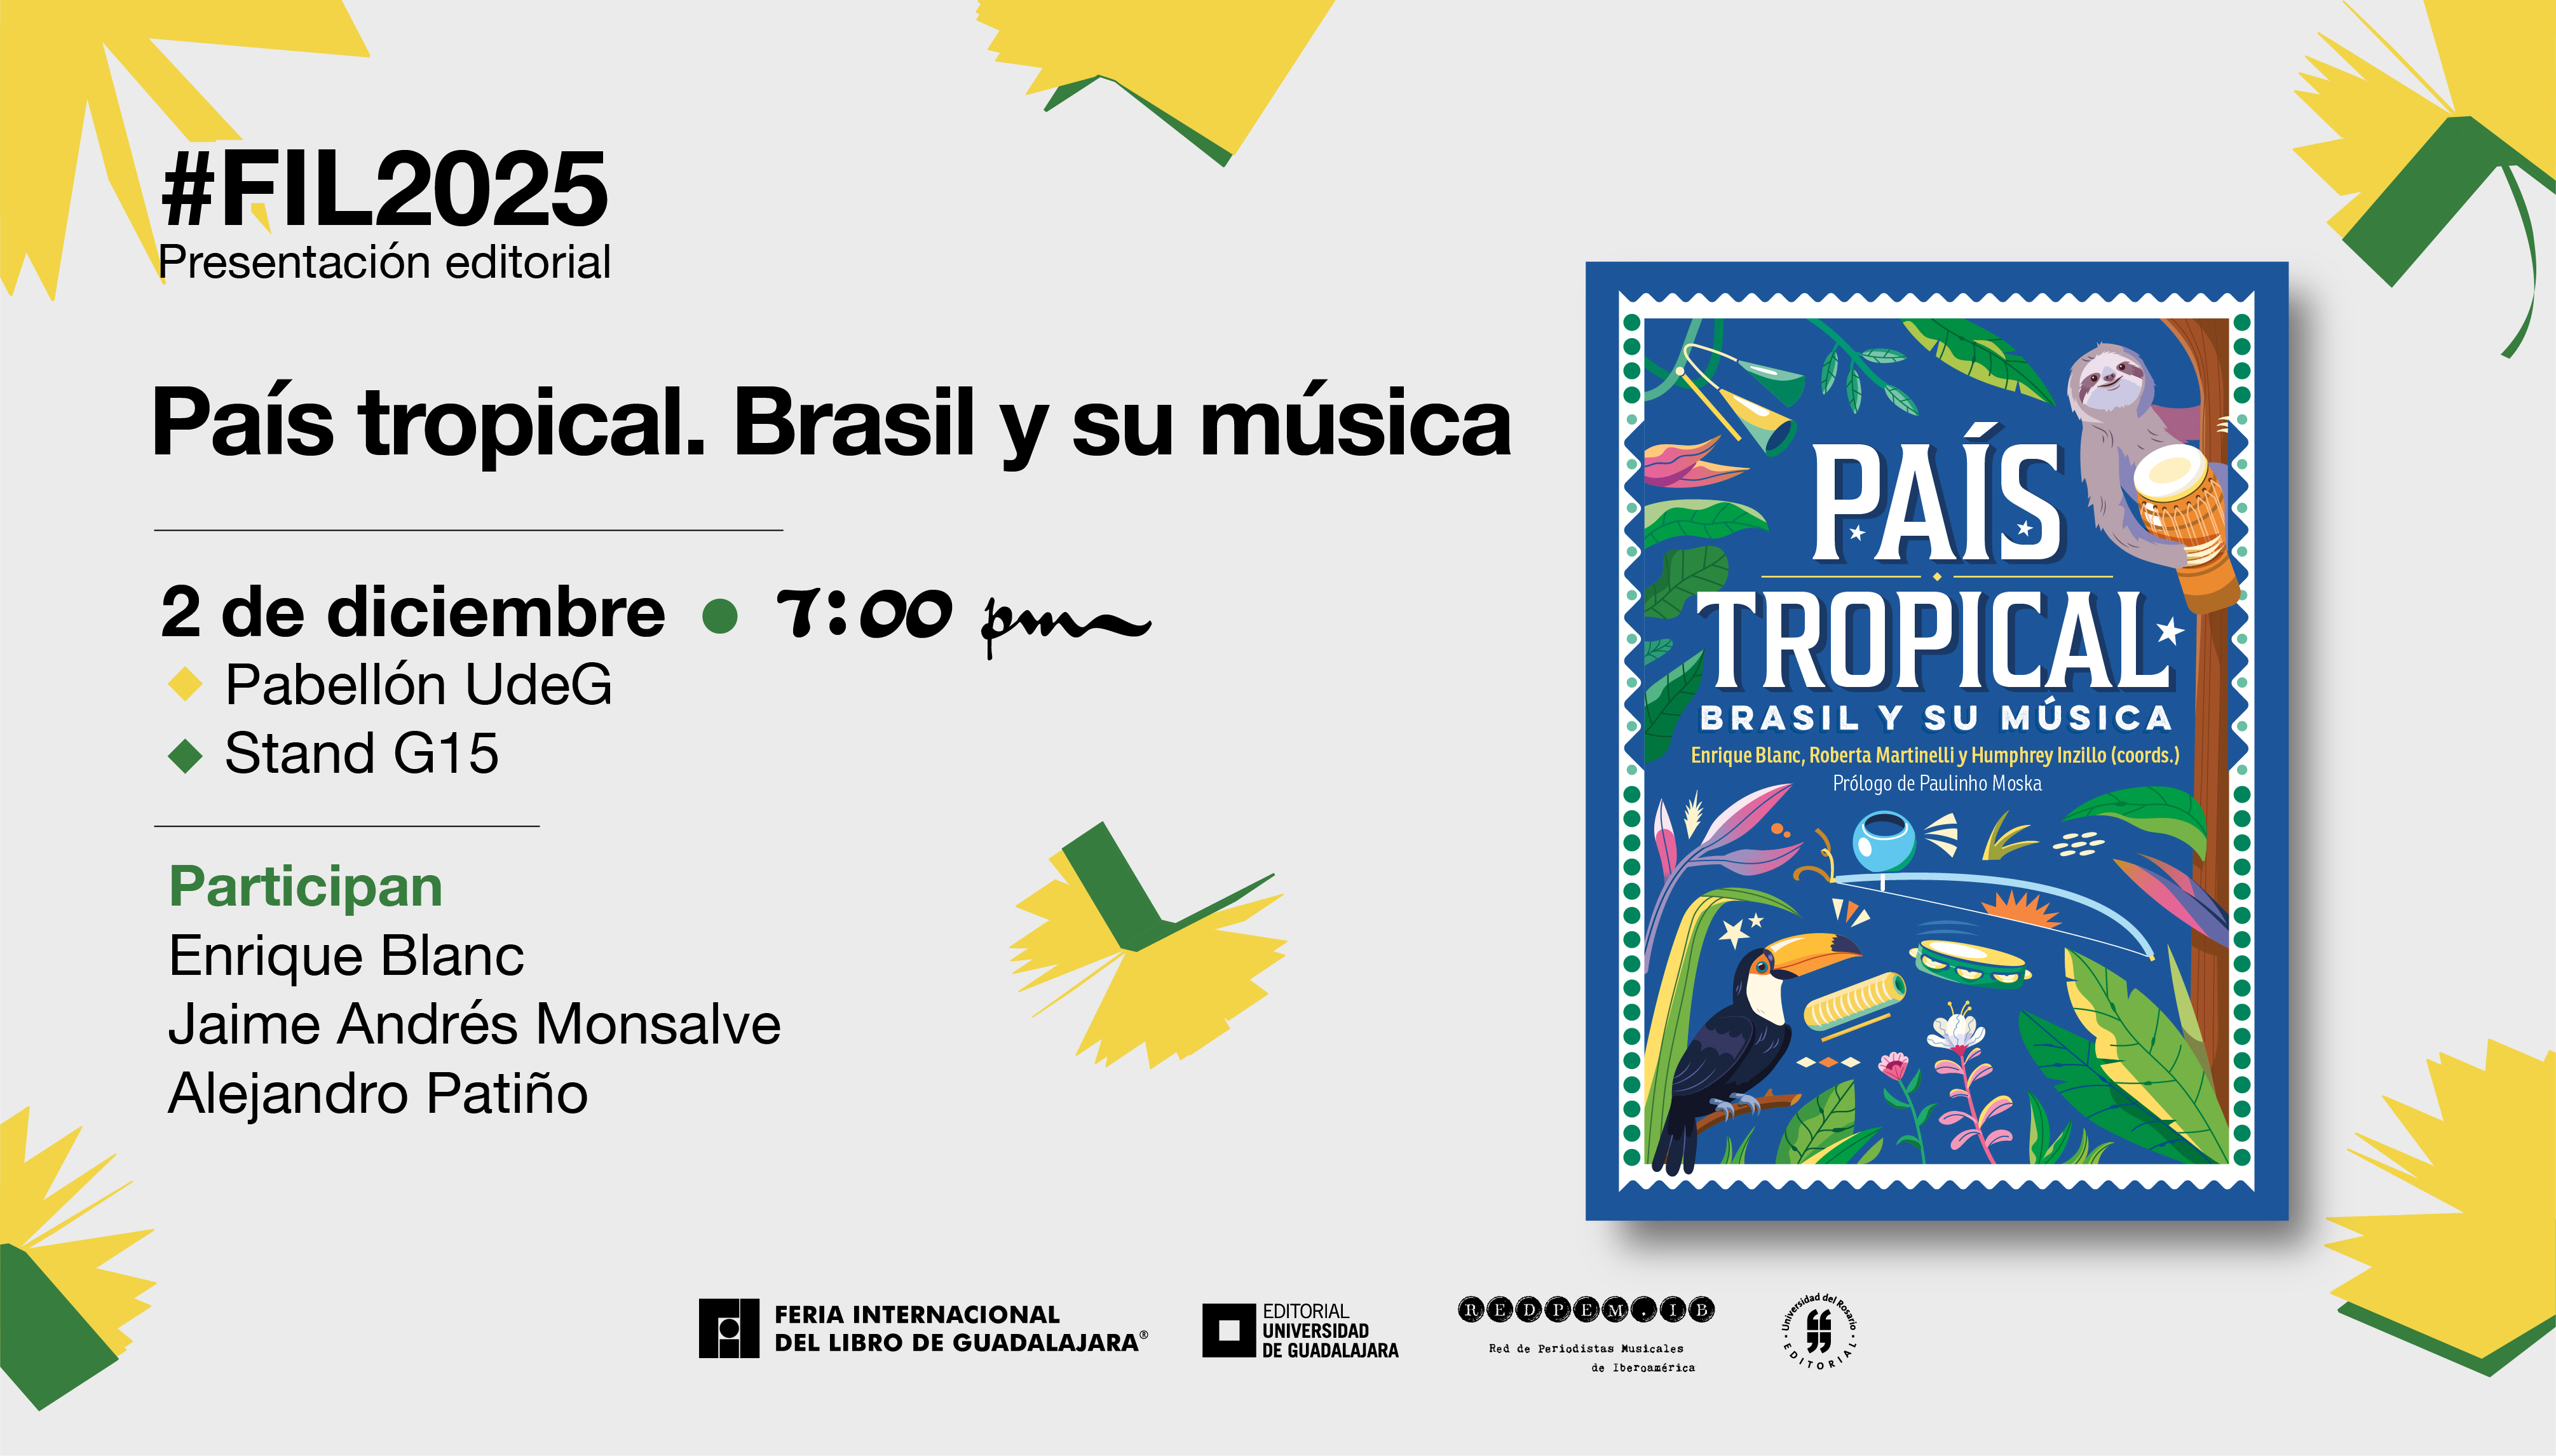 #FIL2025
Presentación editorial
País tropical. Brasil y su música
2 de diciembre • 7:00 pm
Pabellón UdeG
Stand G15
Participan
Enrique Blanc
Jaime Andrés Monsalve
Alejandro Patiño
PAÍS
TROPICAL
BRASIL Y SU MÚSICA
Enrique Blanc, Roberta Martinelli y Humphrey Inzillo (coords.)
Prólogo de Paulinho Moska
FERIA INTERNACIONAL
DEL LIBRO DE GUADALAJARA®
EDITORIAL
UNIVERSIDAD
DE GUADALAJARA
REDPEM.IB
Red de Periodistas Musicales
de Iberoamérica
Universidad del Rosario
• EDITORIAL •